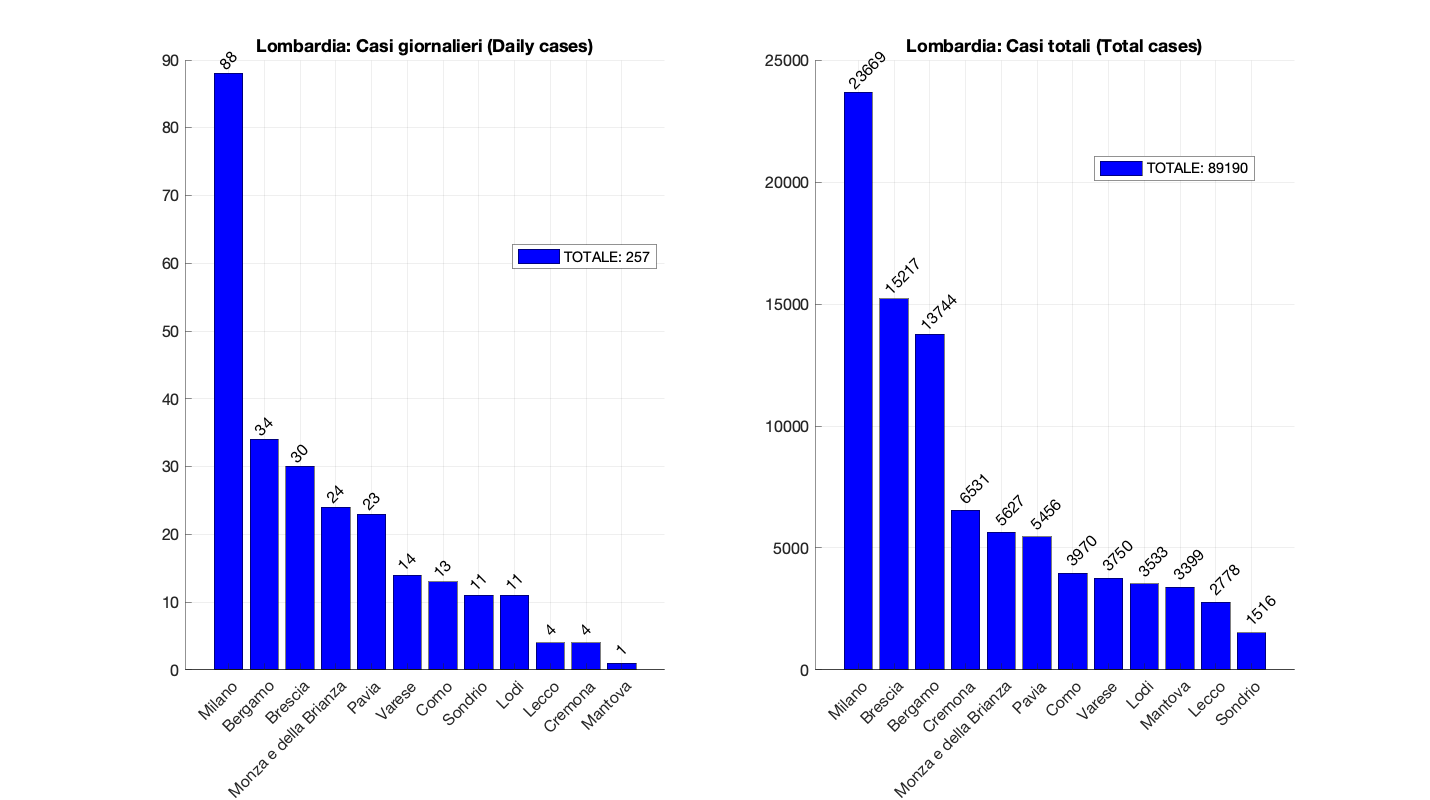 Lombardia: Casi giornalieri (Daily cases)
90
80
70
60
50
40
30
20
10
0
88
34
30
24
23
14
13
11
11
4
4
1
TOTALE: 257
Milano
Bergamo
Brescia
Monza e della Brianza
Pavia
Varese
Como
Sondrio
Lodi
Lecco
Cremona
Mantova
Lombardia: Casi totali (Total cases)
25000
20000
15000
10000
5000
0
23669
15217
13744
6531
5627
5456
3970
3750
3533
3399
2778
1516
TOTALE: 89190
Milano
Brescia
Bergamo
Cremona
Monza e della Brianza
Pavia
Como
Varese
Lodi
Mantova
Lecco
Sondrio